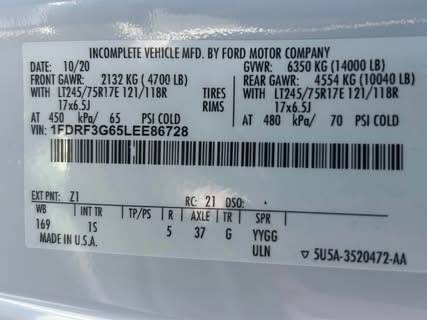 INCOMPLETE VEHICLE MFD. BY FORD MOTOR COMPANY
10/20 GVWR: 6350 KG (14000 LB)
FRONT GAWR: 2132 KG ( 4700 LB) REAR GAWR: 4554 KG (10040 LB)
WITH LT245/75R17E 121/118R TIRES WITH LT245/75R17E 121/118R
17x6.5J RIMS 17x6.5J
AT 450 kPa/ 65 PSI COLD AT 480 kPa/ 70 PSI COLD
VIN: 1FDRF3G65LEE86728
EXT PNT: Z1 RC: 21 DSO:
WB INT TR TP/PS R AXLE TR SPR
169 1S 5 37 G YYGG
MADE IN U.S.A. ULN ▽ 5U5A-3520472-AA